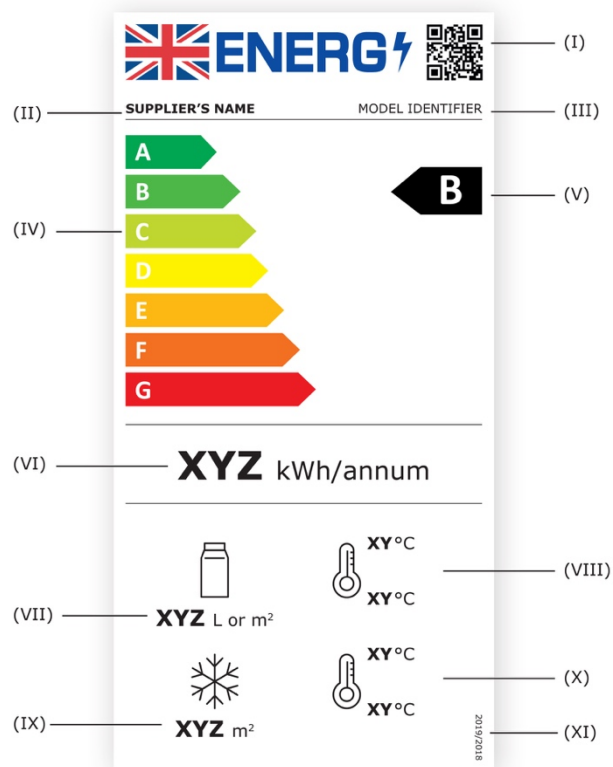 ENERG
(I)
(II)
SUPPLIER'S NAME
MODEL IDENTIFIER
(III)
A
B
B
(V)
(IV)
C
D
E
F
G
(VI)
XYZ kWh/annum
XY°C
(VIII)
XY°C
(VII)
XYZ L or m²
XY°C
(X)
XY°C
(IX)
XYZ m²
2019/2018
(XI)